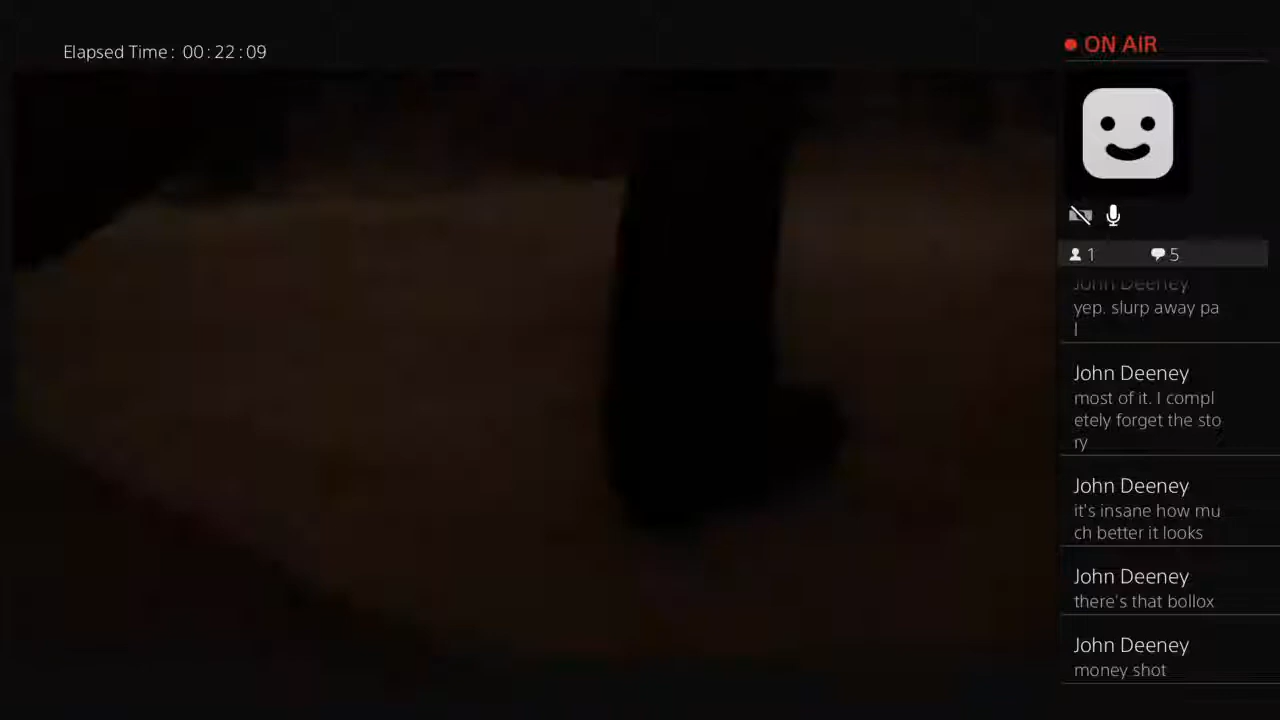 Elapsed Time: 00:22:09
ON AIR
1
5
John Deeney
yep. slurp away pa
l
John Deeney
most of it. I compl
etely forget the sto
ry
John Deeney
it's insane how mu
ch better it looks
John Deeney
there's that bollox
John Deeney
money shot